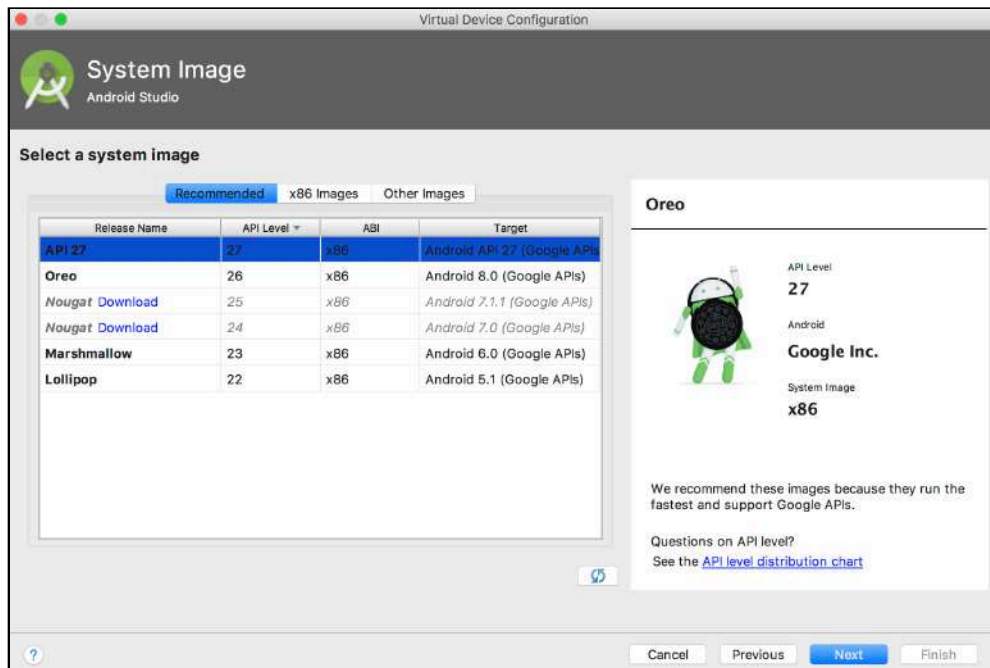 Virtual Device Configuration
System Image
Android Studio
Select a system image
Recommended x86 Images Other Images
Release Name API Level ABI Target
API 27 27 x86 Android API 27 (Google APIs
Oreo 26 x86 Android 8.0 (Google APIs)
Nougat Download 25 x86 Android 7.1.1 (Google APIs)
Nougat Download 24 x86 Android 7.0 (Google APIs)
Marshmallow 23 x86 Android 6.0 (Google APIs)
Lollipop 22 x86 Android 5.1 (Google APIs)
Oreo
API Level
27
Android
Google Inc.
System Image
x86
We recommend these images because they run the
fastest and support Google APIs.
Questions on API level?
See the API level distribution chart
? Cancel Previous Next Finish